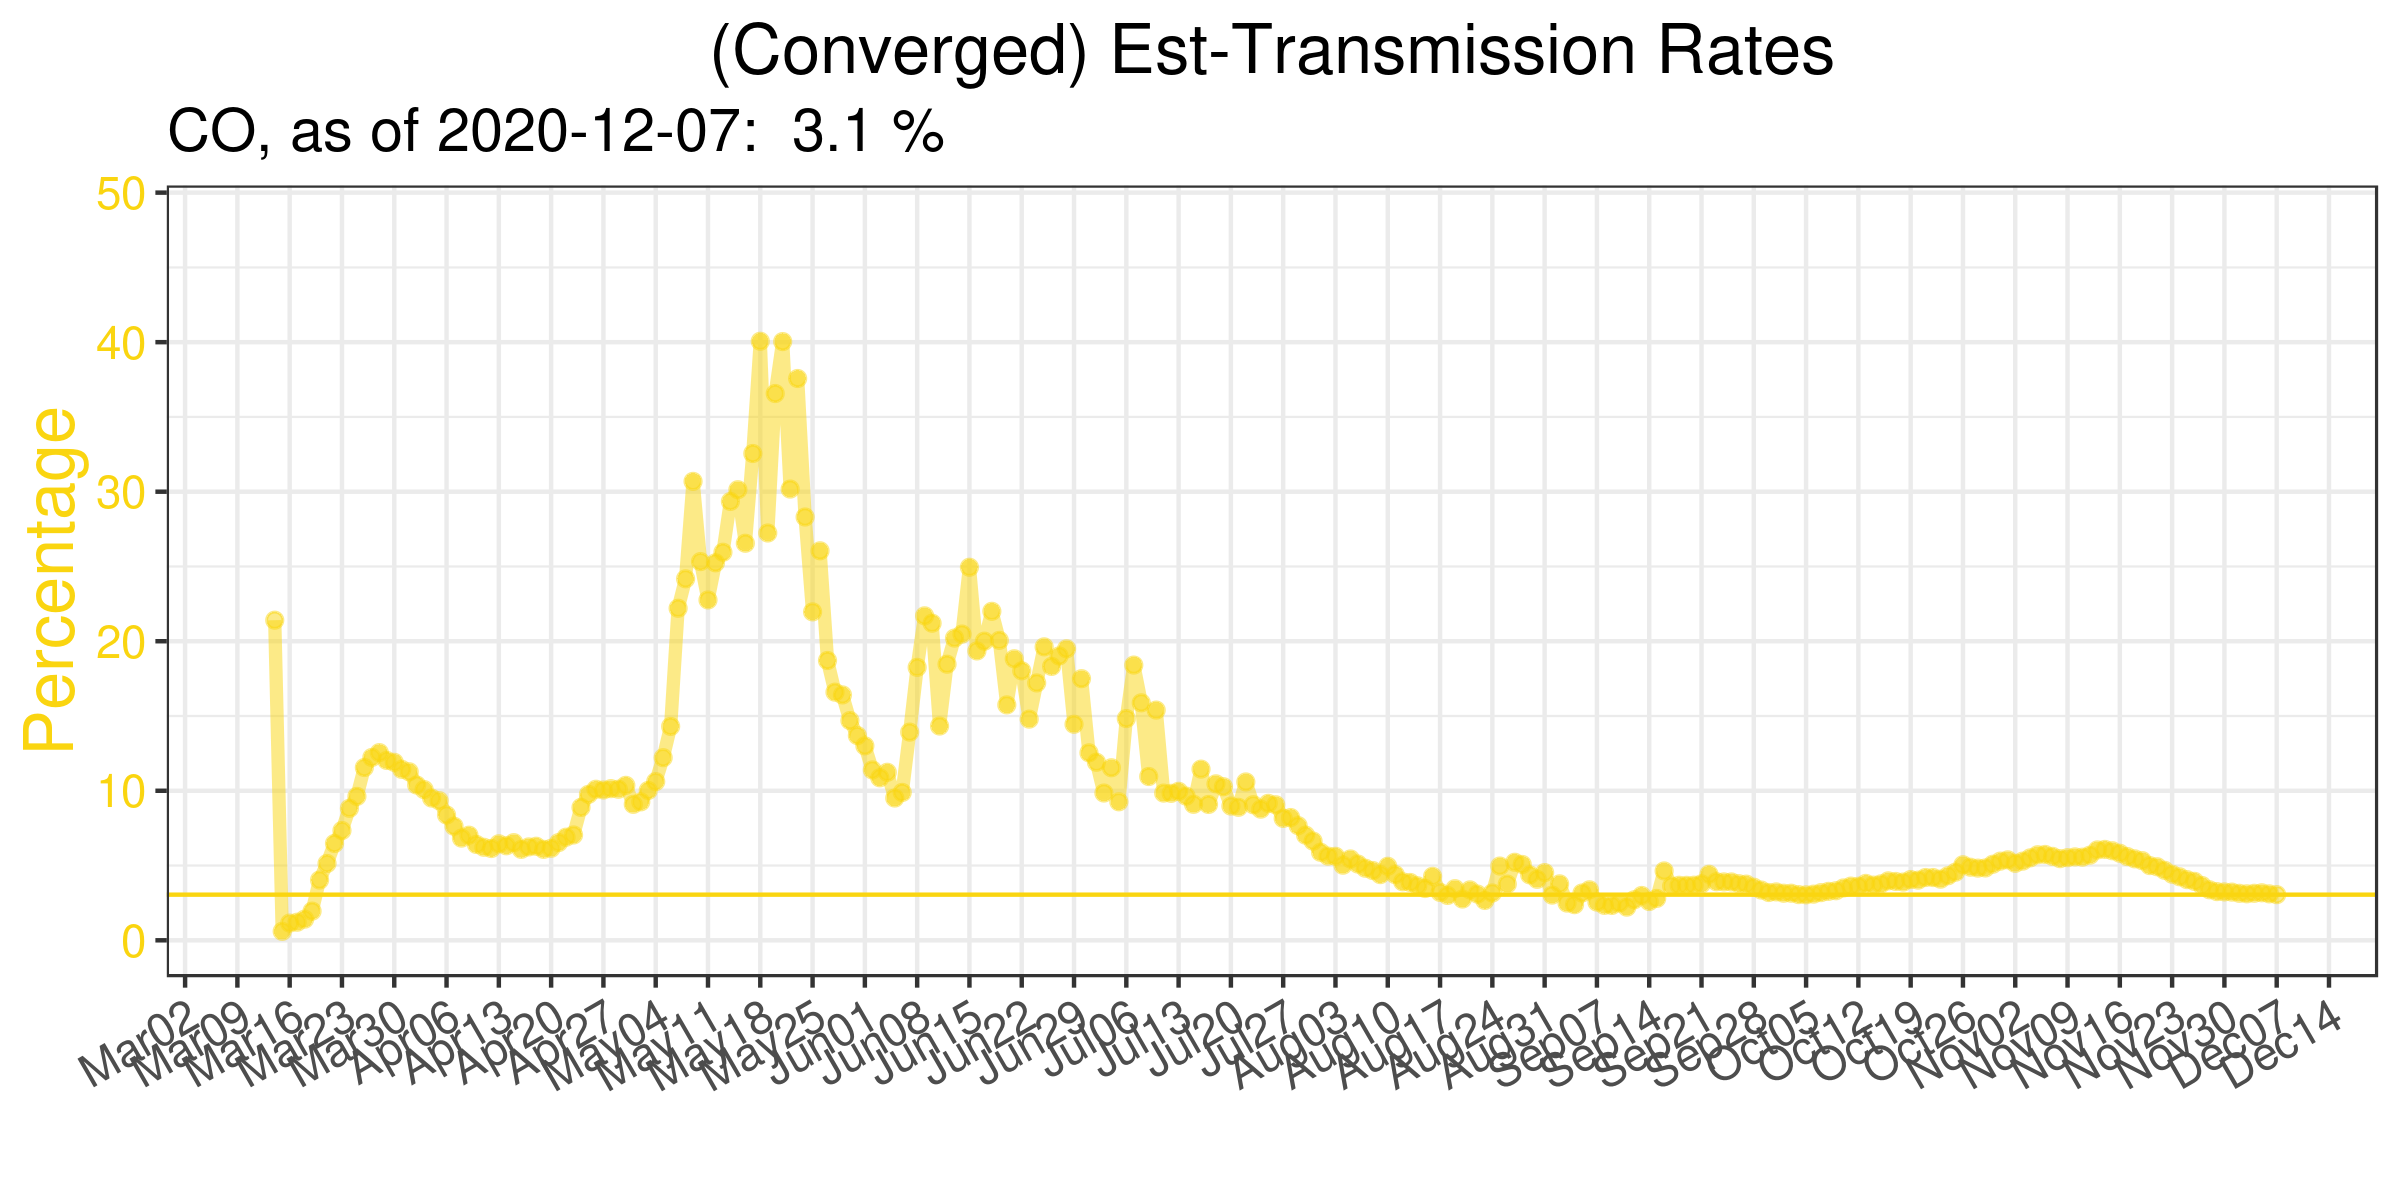 (Converged) Est-Transmission Rates
CO, as of 2020-12-07:  3.1 %
Percentage
50
40
30
20
10
0
Mar02
Mar09
Mar16
Mar23
Mar30
Apr06
Apr13
Apr20
Apr27
May04
May11
May18
May25
Jun01
Jun08
Jun15
Jun22
Jun29
Jul06
Jul13
Jul20
Jul27
Aug03
Aug10
Aug17
Aug24
Aug31
Sep07
Sep14
Sep21
Sep28
Oct05
Oct12
Oct19
Oct26
Nov02
Nov09
Nov16
Nov23
Nov30
Dec07
Dec14